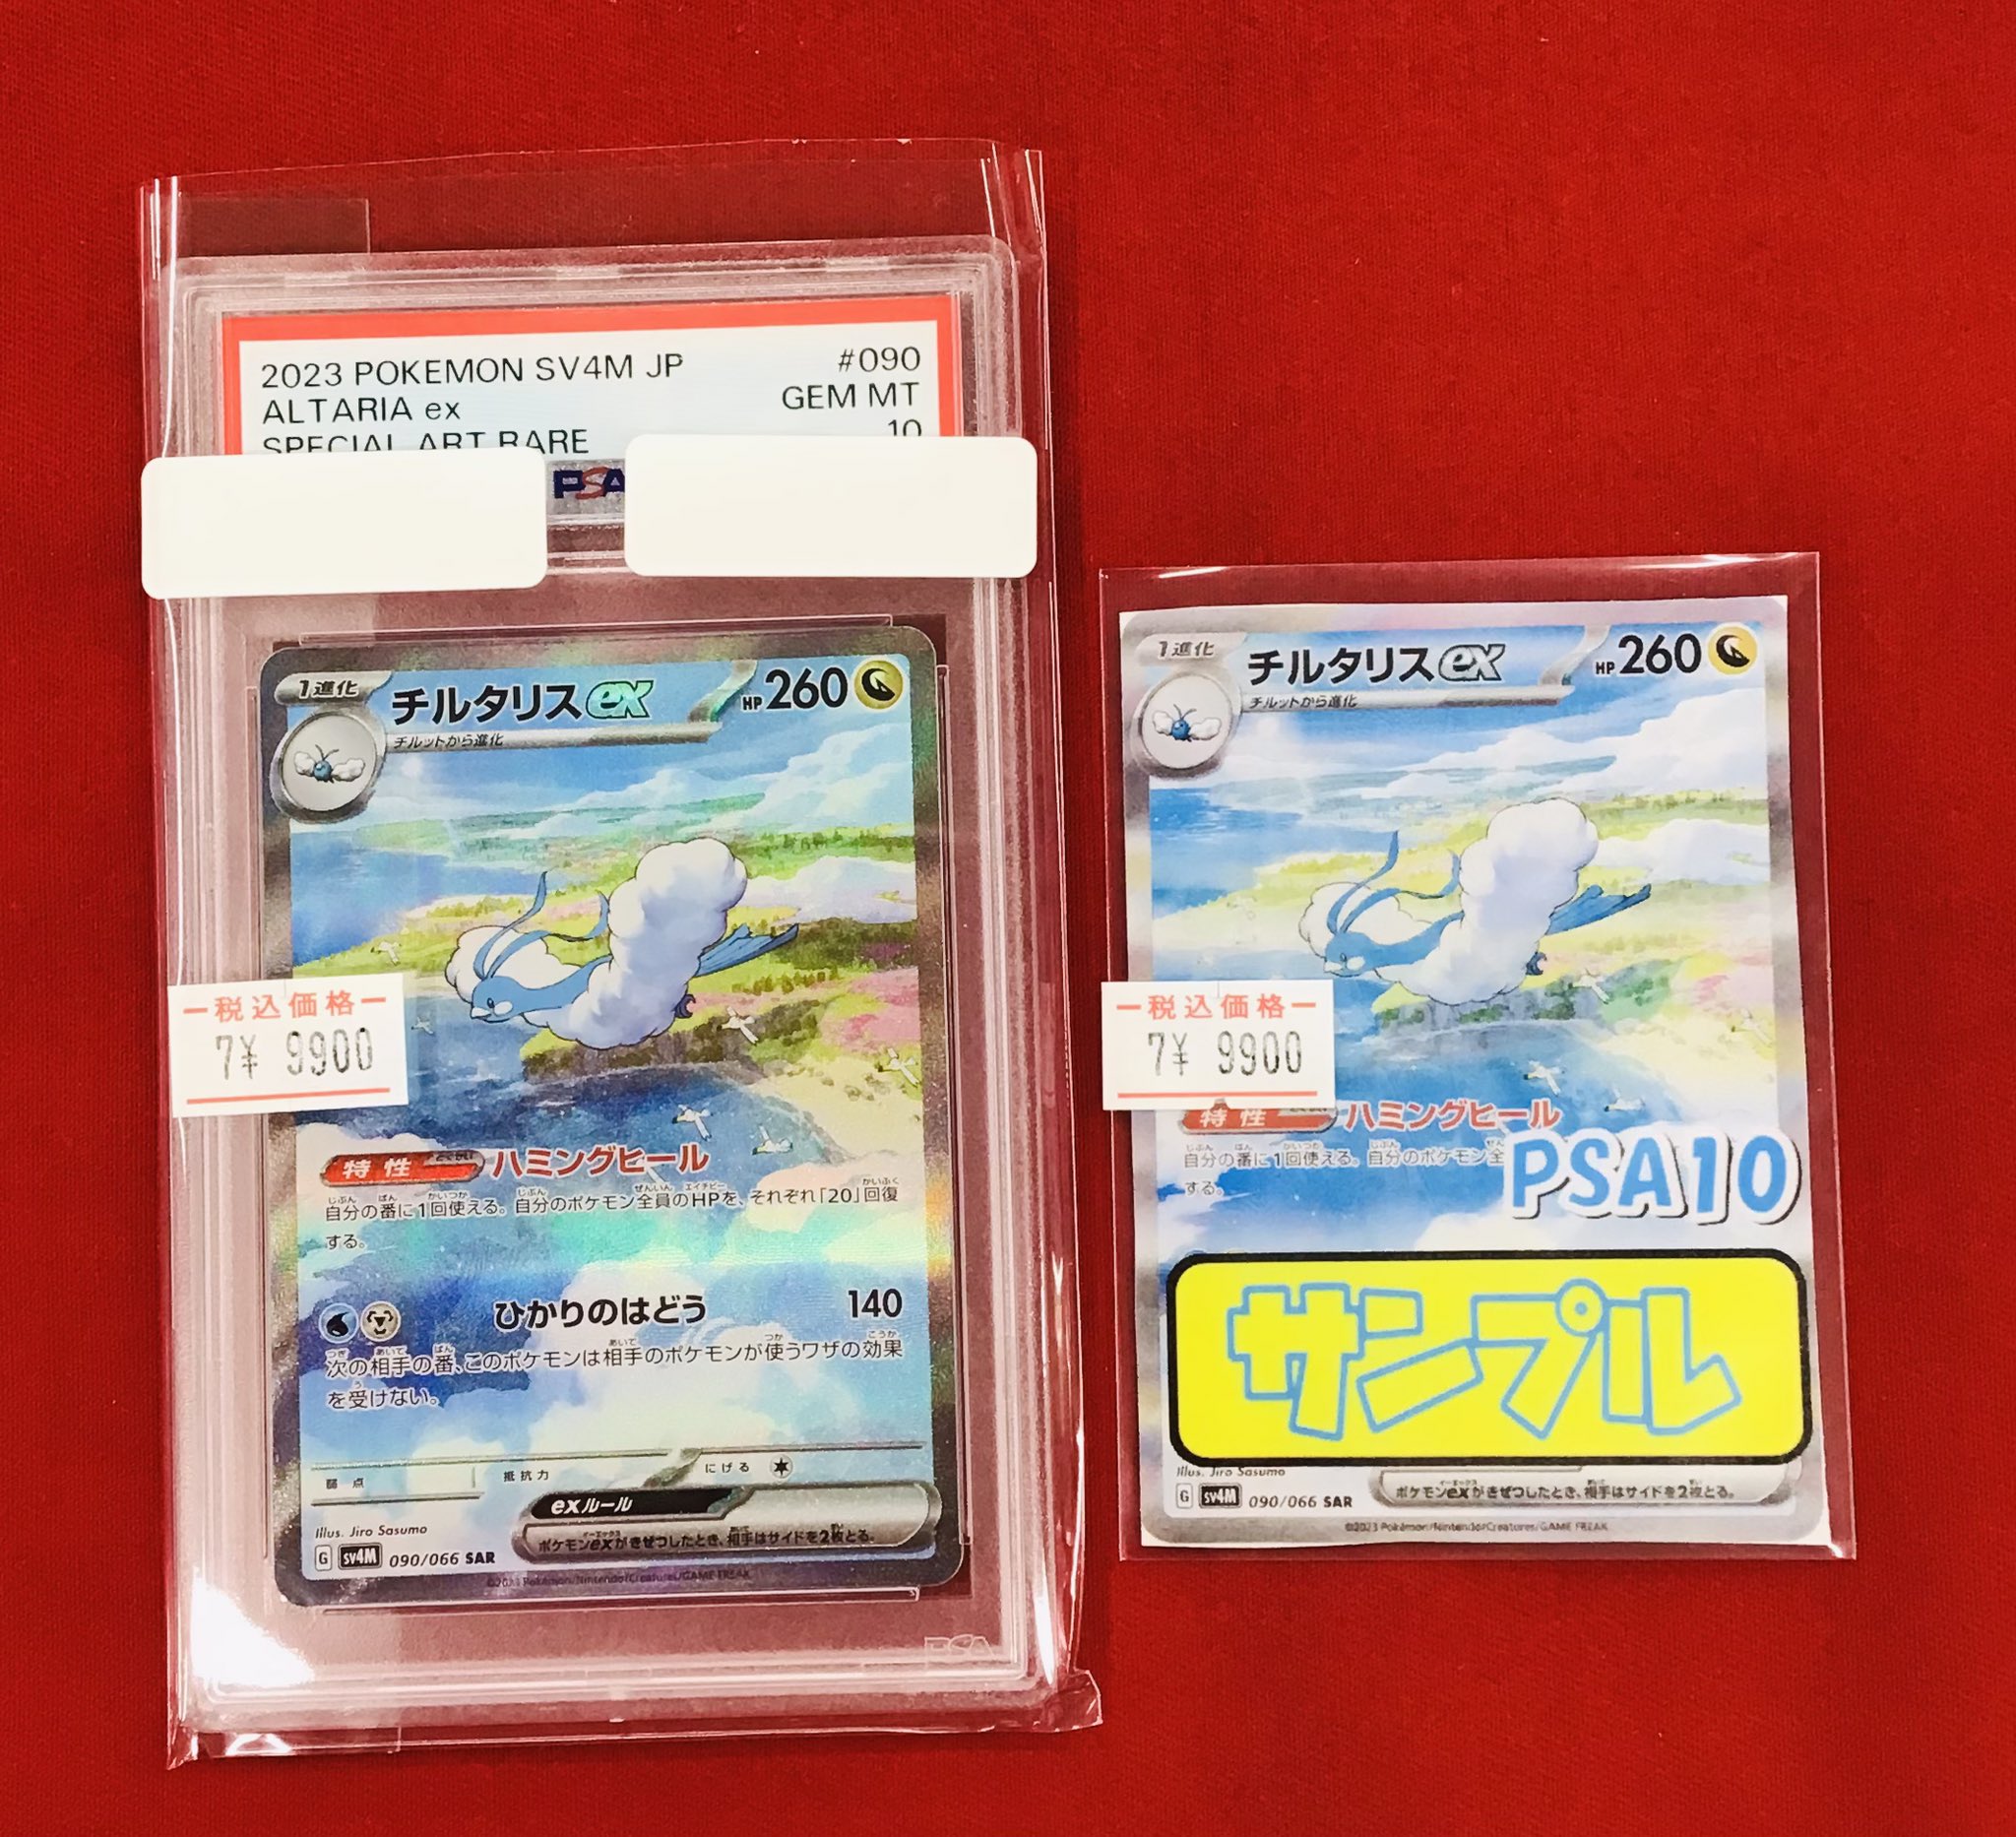 2023 POKEMON SV4M JP #090
ALTARIA ex GEM MT
SPECIAL ART RARE 10
PSA
1進化 チルタリスex HP260
チルットから進化
税込価格
7¥ 9900
特性 ハミングヒール
自分の番に1回使える。自分のポケモン全員のHPを、それぞれ「20」回復
する。
ひかりのはどう 140
次の相手の番、このポケモンは相手のポケモンが使うワザの効果
を受けない。
弱点 抵抗力 にげる
exルール
ポケモンexがきぜつしたとき、相手はサイドを2枚とる。
Illus. Jiro Sasumo
G SV4M 090/066 SAR
©2023 Pokémon/Nintendo/Creatures/GAME FREAK
PSA
1進化 チルタリスex HP260
チルットから進化
税込価格
7¥ 9900
特性 ハミングヒール
自分の番に1回使える。自分のポケモン全
する。
PSA10
サンプル
Illus. Jiro Sasumo
ポケモンexがきぜつしたとき、相手はサイドを2枚とる。
G SV4M 090/066 SAR
©2023 Pokémon/Nintendo/Creatures/GAME FREAK